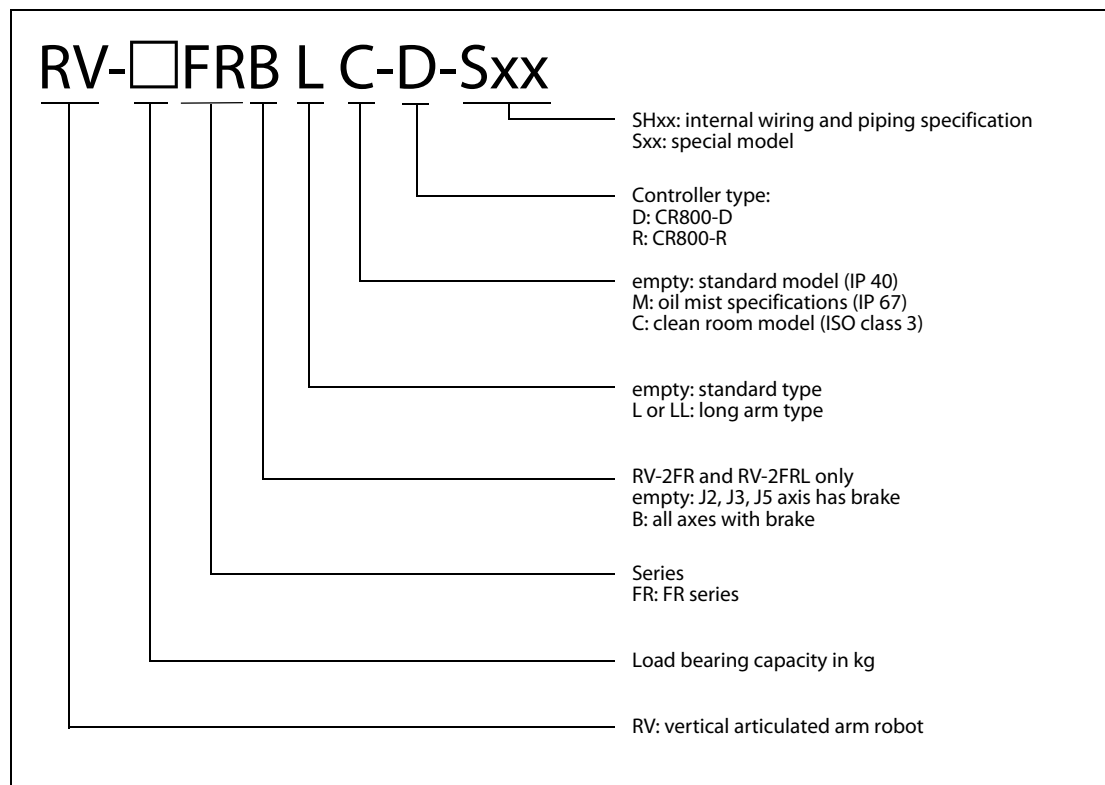 RV-□FRB L C-D-Sxx
SHxx: internal wiring and piping specification
Sxx: special model
Controller type:
D: CR800-D
R: CR800-R
empty: standard model (IP 40)
M: oil mist specifications (IP 67)
C: clean room model (ISO class 3)
empty: standard type
L or LL: long arm type
RV-2FR and RV-2FRL only
empty: J2, J3, J5 axis has brake
B: all axes with brake
Series
FR: FR series
Load bearing capacity in kg
RV: vertical articulated arm robot